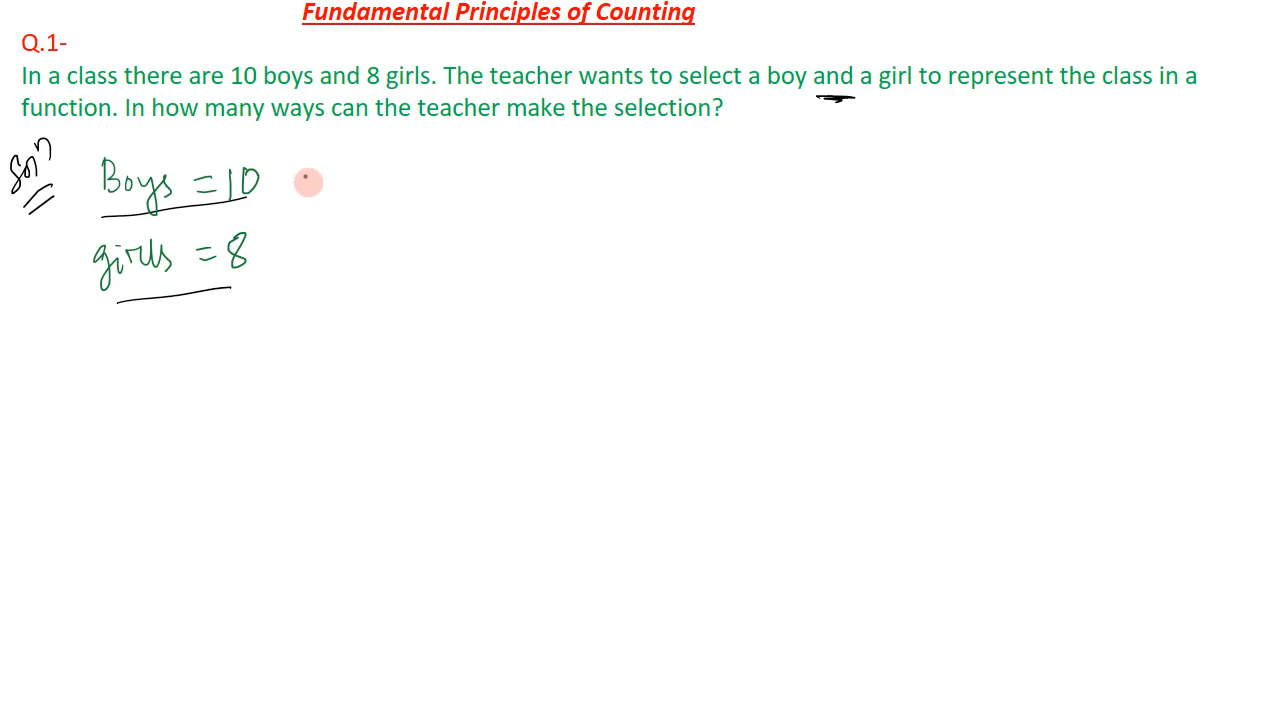 Fundamental Principles of Counting
Q.1-
In a class there are 10 boys and 8 girls. The teacher wants to select a boy and a girl to represent the class in a
function. In how many ways can the teacher make the selection?
Solⁿ
Boys = 10
girls = 8